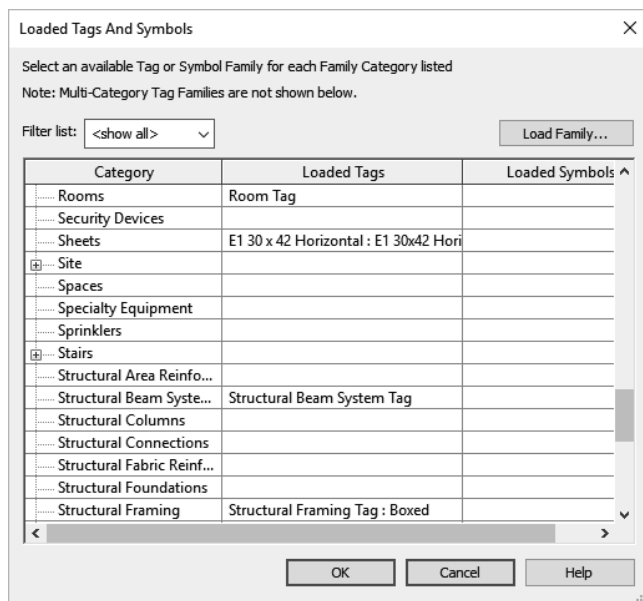 Loaded Tags And Symbols
Select an available Tag or Symbol Family for each Family Category listed
Note: Multi-Category Tag Families are not shown below.
Filter list: <show all> Load Family...
Category Loaded Tags Loaded Symbols
Rooms Room Tag
Security Devices
Sheets E1 30 x 42 Horizontal : E1 30x42 Hori
Site
Spaces
Specialty Equipment
Sprinklers
Stairs
Structural Area Reinfo...
Structural Beam Syste... Structural Beam System Tag
Structural Columns
Structural Connections
Structural Fabric Reinf...
Structural Foundations
Structural Framing Structural Framing Tag : Boxed
OK Cancel Help